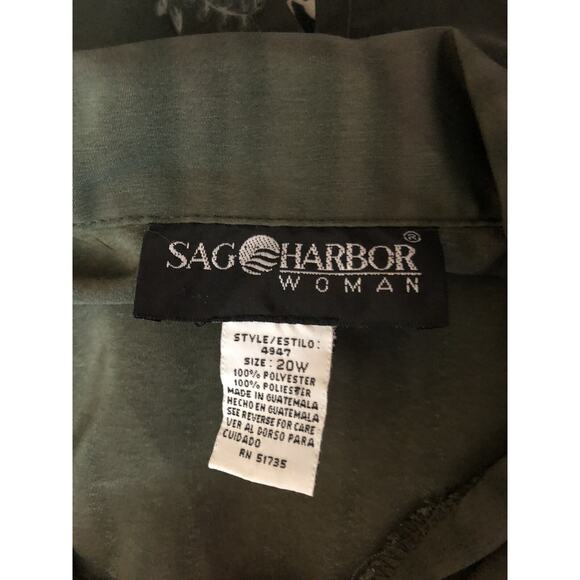 SAG HARBOR®
WOMAN
STYLE/ESTILO:
4947
SIZE: 20W
100% POLYESTER
100% POLIESTER
MADE IN GUATEMALA
HECHO EN GUATEMALA
SEE REVERSE FOR CARE
VER AL DORSO PARA
CUIDADO
RN 51735